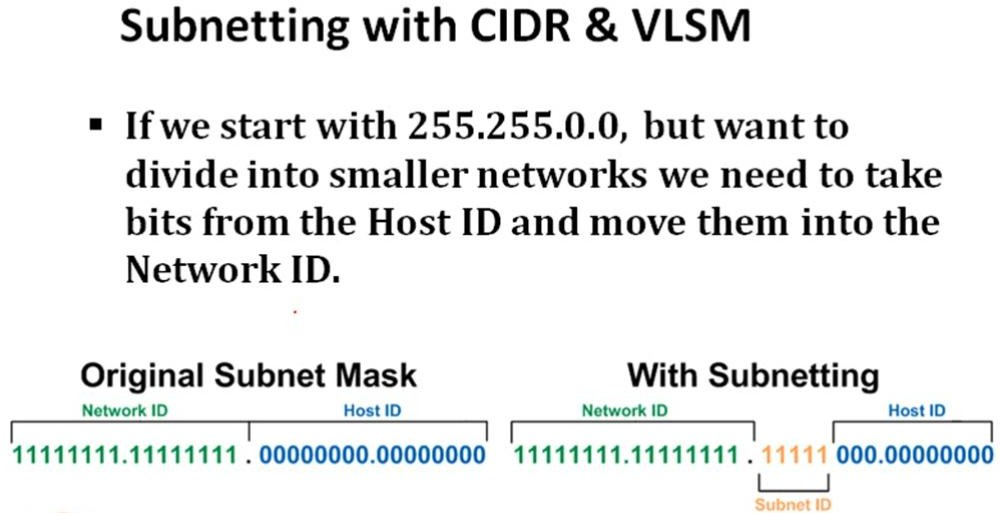 Subnetting with CIDR & VLSM
▪ If we start with 255.255.0.0, but want to
divide into smaller networks we need to take
bits from the Host ID and move them into the
Network ID.
Original Subnet Mask
Network ID Host ID
11111111.11111111.00000000.00000000
With Subnetting
Network ID Host ID
11111111.11111111.11111000.00000000
Subnet ID